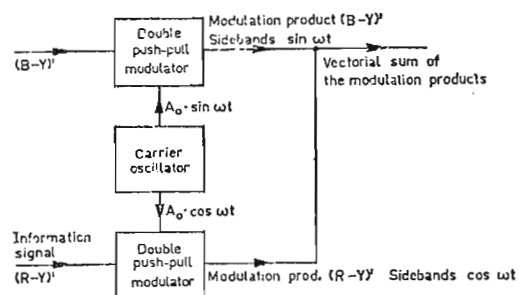 Double
push-pull
modulator
Modulation product (B-Y)'
Sidebands sin ωt
(B-Y)'
Vectorial sum of
the modulation products
A₀·sin ωt
Carrier
oscillator
A₀·cos ωt
Information
signal
(R-Y)'
Double
push-pull
modulator
Modulation prod. (R-Y)' Sidebands cos ωt